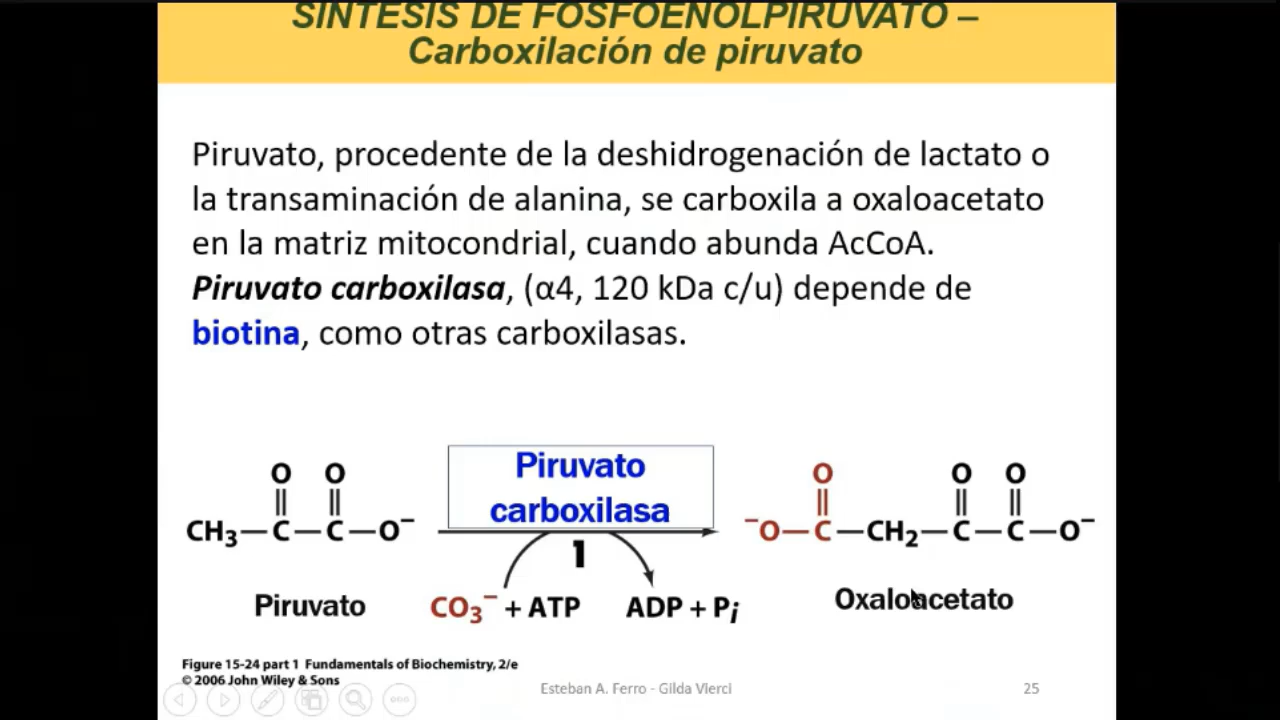 SÍNTESIS DE FOSFOENOLPIRUVATO –
Carboxilación de piruvato
Piruvato, procedente de la deshidrogenación de lactato o
la transaminación de alanina, se carboxila a oxaloacetato
en la matriz mitocondrial, cuando abunda AcCoA.
Piruvato carboxilasa, (α4, 120 kDa c/u) depende de
biotina, como otras carboxilasas.
Piruvato
carboxilasa
O O O O O
CH₃—C—C—O⁻ ⁻O—C—CH₂—C—C—O⁻
1
Piruvato CO₃⁻ + ATP ADP + Pi Oxaloacetato
Figure 15-24 part 1 Fundamentals of Biochemistry, 2/e
© 2006 John Wiley & Sons
Esteban A. Ferro - Gilda Vierci 25